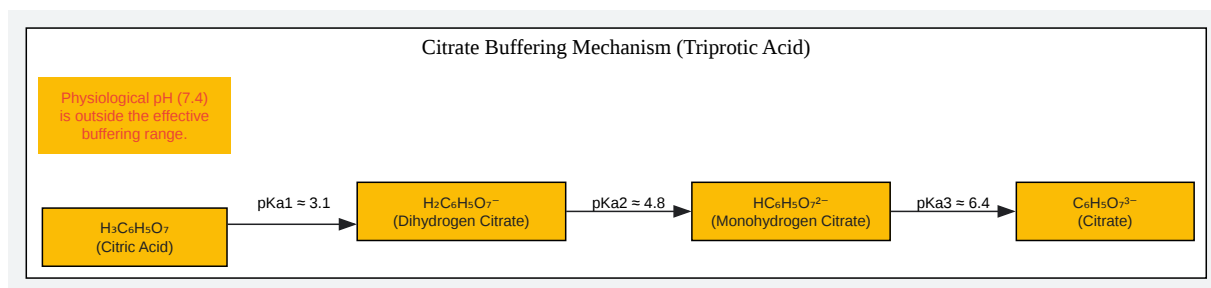 Citrate Buffering Mechanism (Triprotic Acid)
Physiological pH (7.4)
is outside the effective
buffering range.
H₃C₆H₅O₇
(Citric Acid)
pKa1 ≈ 3.1
H₂C₆H₅O₇⁻
(Dihydrogen Citrate)
pKa2 ≈ 4.8
HC₆H₅O₇²⁻
(Monohydrogen Citrate)
pKa3 ≈ 6.4
C₆H₅O₇³⁻
(Citrate)